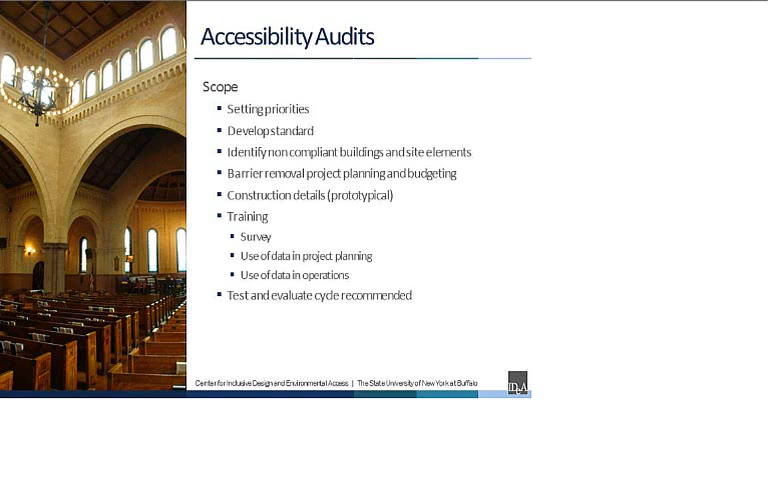 Accessibility Audits
Scope
Setting priorities
Develop standard
Identify non compliant buildings and site elements
Barrier removal project planning and budgeting
Construction details (prototypical)
Training
Survey
Use of data in project planning
Use of data in operations
Test and evaluate cycle recommended
Center for Inclusive Design and Environmental Access | The State University of New York at Buffalo
IDeA